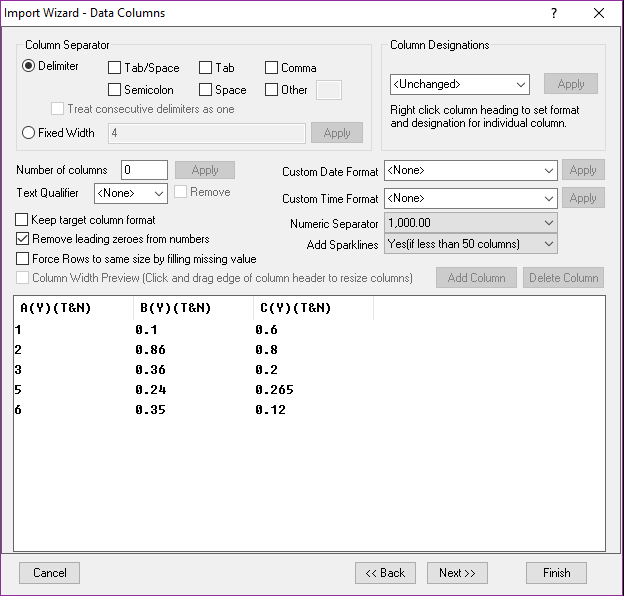 Import Wizard - Data Columns
Column Separator
Delimiter
Tab/Space
Tab
Comma
Semicolon
Space
Other
Treat consecutive delimiters as one
Fixed Width
4
Apply
Column Designations
<Unchanged>
Apply
Right click column heading to set format
and designation for individual column.
Number of columns
0
Apply
Text Qualifier
<None>
Remove
Custom Date Format
<None>
Apply
Custom Time Format
<None>
Apply
Numeric Separator
1,000.00
Add Sparklines
Yes(if less than 50 columns)
Keep target column format
Remove leading zeroes from numbers
Force Rows to same size by filling missing value
Column Width Preview (Click and drag edge of column header to resize columns)
Add Column
Delete Column
A(Y)(T&N) B(Y)(T&N) C(Y)(T&N)
1 0.1 0.6
2 0.86 0.8
3 0.36 0.2
5 0.24 0.265
6 0.35 0.12
Cancel
<< Back
Next >>
Finish